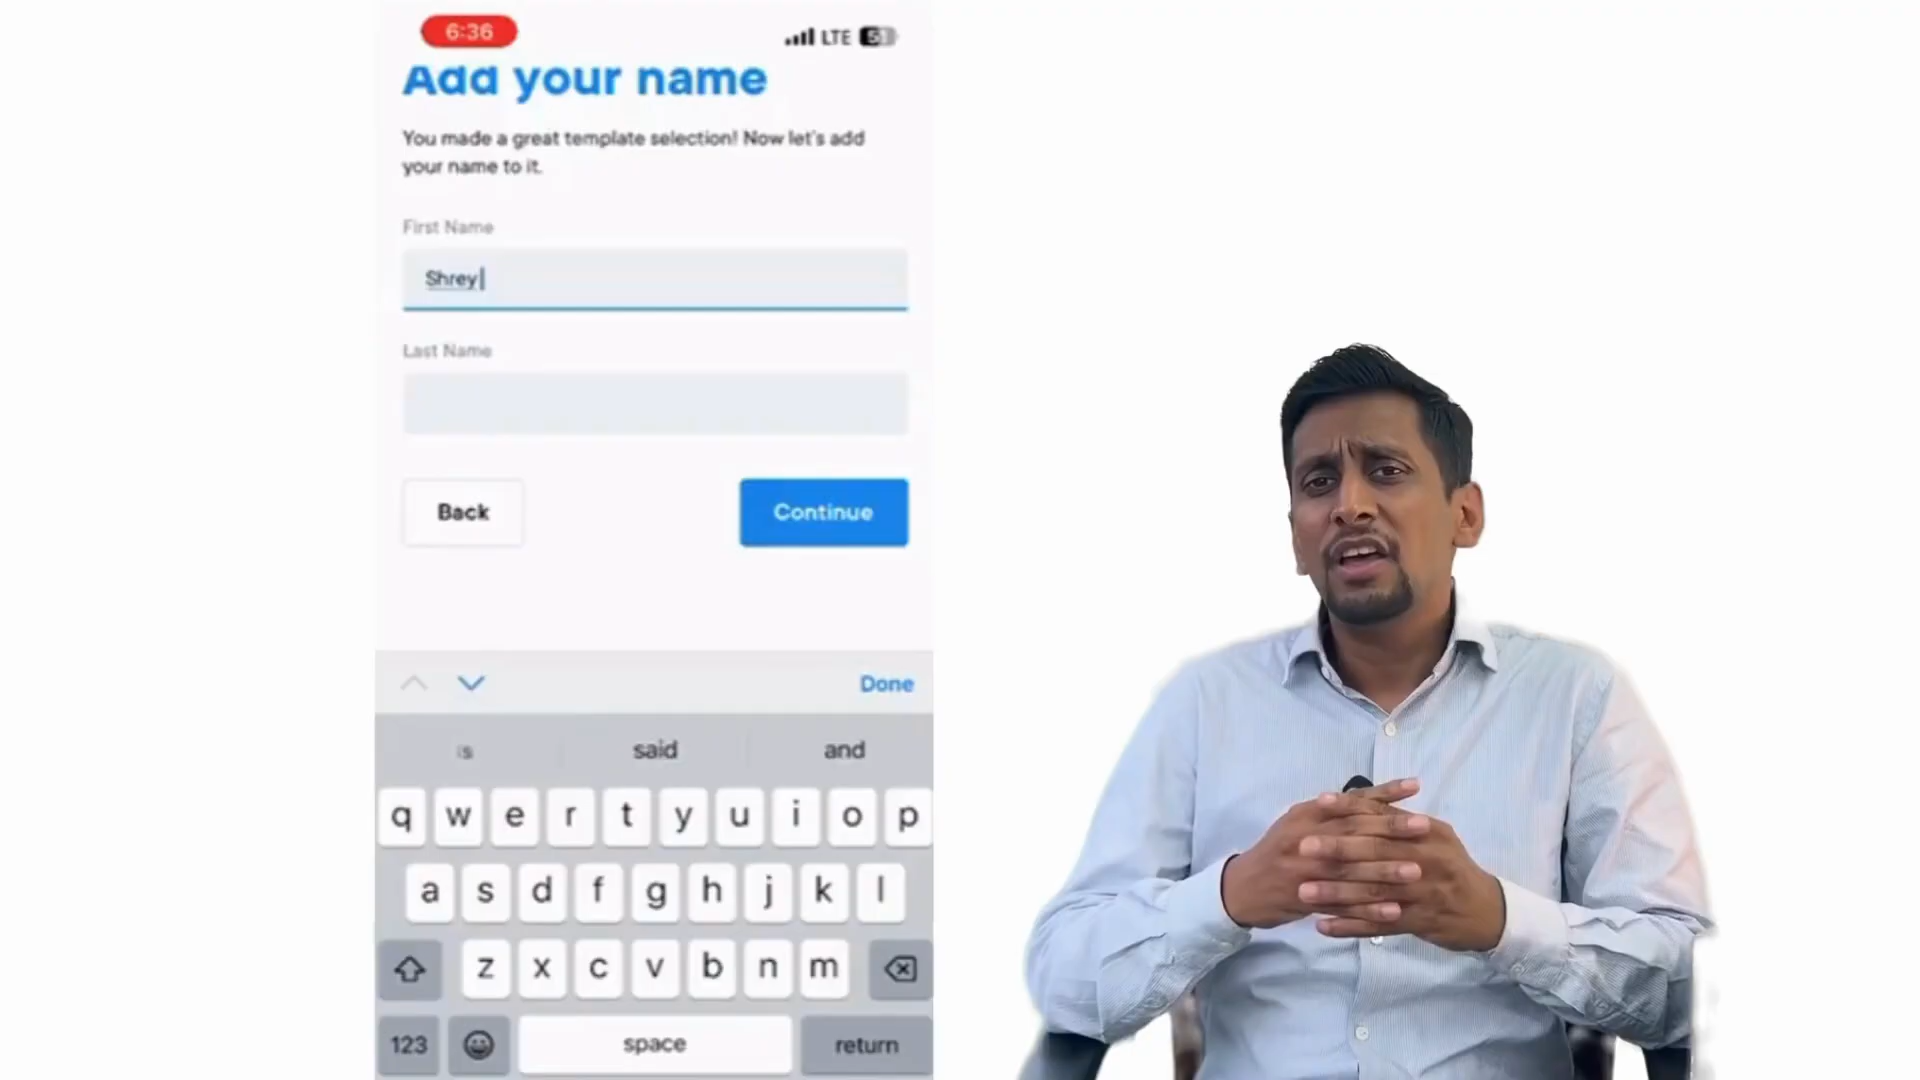 6:36
LTE
Add your name
You made a great template selection! Now let's add
your name to it.
First Name
Shrey
Last Name
Back Continue
Done
is said and
q w e r t y u i o p
a s d f g h j k l
z x c v b n m
123 space return